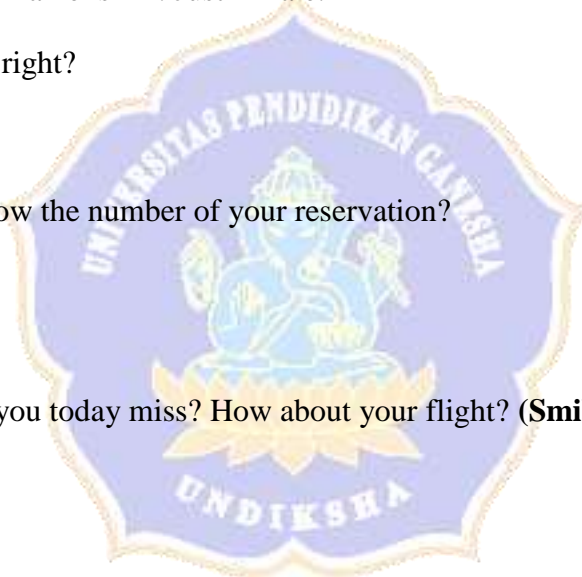 right?
UNIVERSITAS PENDIDIKAN GANESHA
ow the number of your reservation?
you today miss? How about your flight? (Smi
UNDIKSHA